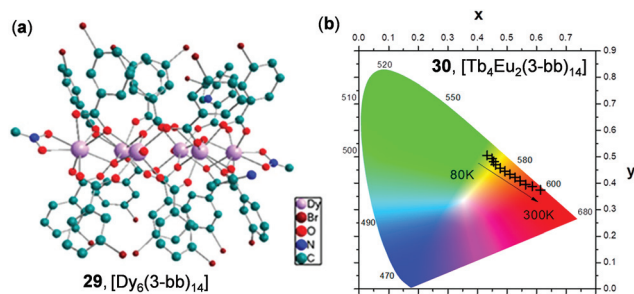 (a)
Dy
Br
O
N
C
29, [Dy6(3-bb)14]
(b)
x
0.0 0.1 0.2 0.3 0.4 0.5 0.6 0.7
30, [Tb4Eu2(3-bb)14]
520
510
550
500
580
80K
600
490
300K
680
470
0.9
0.8
0.7
0.6
0.5
y
0.4
0.3
0.2
0.1
0.0